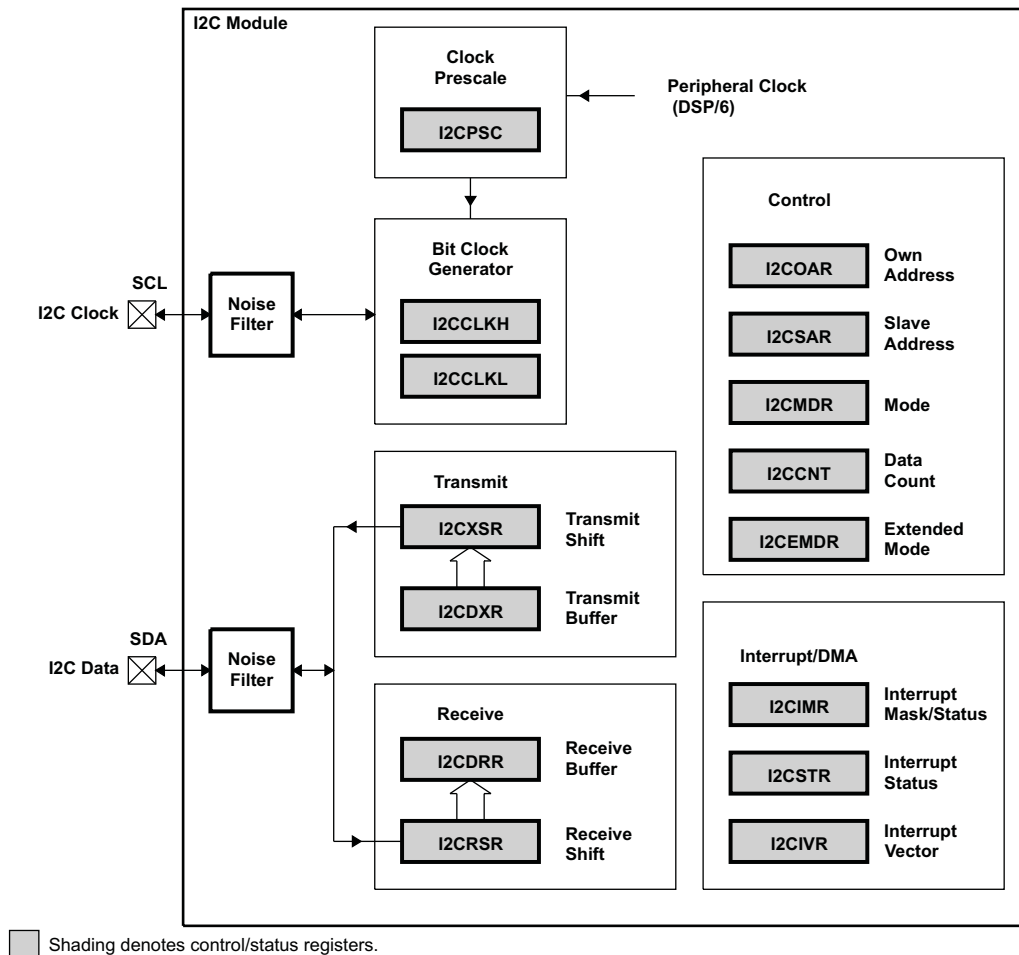 I2C Module
Clock
Prescale
I2CPSC
Peripheral Clock
(DSP/6)
Bit Clock
Generator
I2CCLKH
I2CCLKL
SCL
I2C Clock
Noise
Filter
Control
I2COAR
Own
Address
I2CSAR
Slave
Address
I2CMDR
Mode
I2CCNT
Data
Count
I2CEMDR
Extended
Mode
Transmit
I2CXSR
Transmit
Shift
I2CDXR
Transmit
Buffer
SDA
I2C Data
Noise
Filter
Receive
I2CDRR
Receive
Buffer
I2CRSR
Receive
Shift
Interrupt/DMA
I2CIMR
Interrupt
Mask/Status
I2CSTR
Interrupt
Status
I2CIVR
Interrupt
Vector
Shading denotes control/status registers.